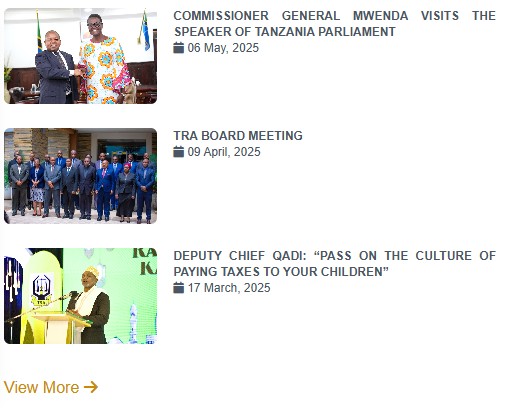 COMMISSIONER GENERAL MWENDA VISITS THE
SPEAKER OF TANZANIA PARLIAMENT
06 May, 2025
TRA BOARD MEETING
09 April, 2025
DEPUTY CHIEF QADI: “PASS ON THE CULTURE OF
PAYING TAXES TO YOUR CHILDREN”
17 March, 2025
View More